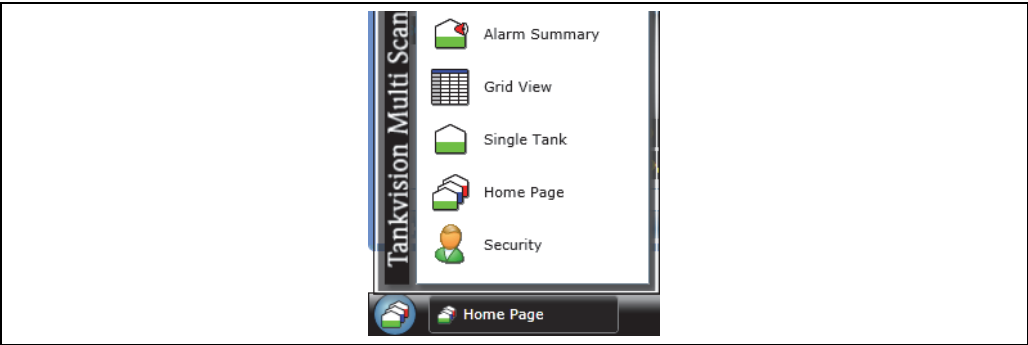 Tankvision Multi Scan
Alarm Summary
Grid View
Single Tank
Home Page
Security
Home Page